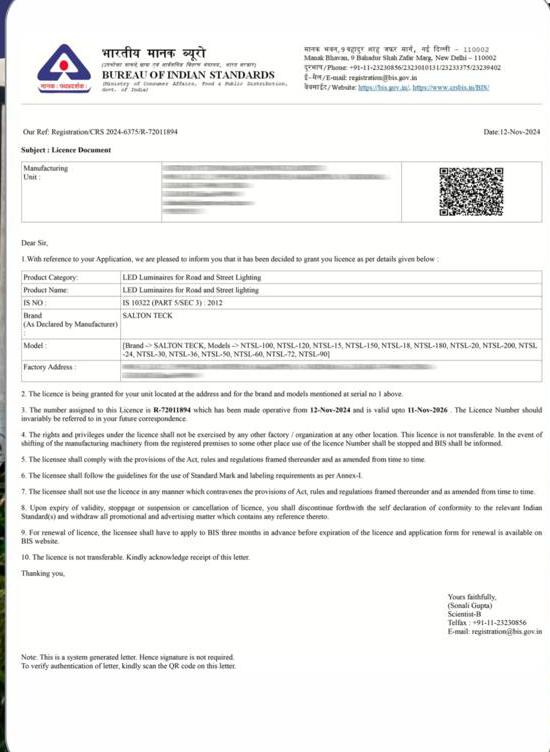 भारतीय मानक ब्यूरो
BUREAU OF INDIAN STANDARDS
(Ministry of Consumer Affairs, Food & Public Distribution,
Govt. of India)
मानक भवन, 9 बहादुर शाह जफर मार्ग, नई दिल्ली – 110002
Manak Bhavan, 9 Bahadur Shah Zafar Marg, New Delhi – 110002
दूरभाष/Phone: +91-11-23230856/2323010131/23233375/23239402
ई-मेल/E-mail: registration@bis.gov.in
वेबसाईट/Website: https://bis.gov.in/, https://www.crsbis.in/BIS/
मानक: पथप्रदर्शक:
Our Ref: Registration/CRS 2024-6375/R-72011894
Date:12-Nov-2024
Subject : Licence Document
Manufacturing
Unit :
Dear Sir,
1.With reference to your Application, we are pleased to inform you that it has been decided to grant you licence as per details given below :
Product Category: LED Luminaires for Road and Street Lighting
Product Name: LED Luminaires for Road and Street lighting
IS NO : IS 10322 (PART 5/SEC 3) : 2012
Brand SALTON TECK
(As Declared by Manufacturer)
:
Model : [Brand -> SALTON TECK, Models -> NTSL-100, NTSL-120, NTSL-15, NTSL-150, NTSL-18, NTSL-180, NTSL-20, NTSL-200, NTSL
-24, NTSL-30, NTSL-36, NTSL-50, NTSL-60, NTSL-72, NTSL-90]
Factory Address :
2. The licence is being granted for your unit located at the address and for the brand and models mentioned at serial no 1 above.
3. The number assigned to this Licence is R-72011894 which has been made operative from 12-Nov-2024 and is valid upto 11-Nov-2026 . The Licence Number should
invariably be referred to in your future correspondence.
4. The rights and privileges under the licence shall not be exercised by any other factory / organization at any other location. This licence is not transferable. In the event of
shifting of the manufacturing machinery from the registered premises to some other place use of the licence Number shall be stopped and BIS shall be informed.
5. The licensee shall comply with the provisions of the Act, rules and regulations framed thereunder and as amended from time to time.
6. The licensee shall follow the guidelines for the use of Standard Mark and labeling requirements as per Annex-I.
7. The licensee shall not use the licence in any manner which contravenes the provisions of Act, rules and regulations framed thereunder and as amended from time to time.
8. Upon expiry of validity, stoppage or suspension or cancellation of licence, you shall discontinue forthwith the self declaration of conformity to the relevant Indian
Standard(s) and withdraw all promotional and advertising matter which contains any reference thereto.
9. For renewal of licence, the licensee shall have to apply to BIS three months in advance before expiration of the licence and application form for renewal is available on
BIS website.
10. The licence is not transferable. Kindly acknowledge receipt of this letter.
Thanking you,
Yours faithfully,
(Sonali Gupta)
Scientist-B
Telfax : +91-11-23230856
E-mail: registration@bis.gov.in
Note: This is a system generated letter. Hence signature is not required.
To verify authentication of letter, kindly scan the QR code on this letter.